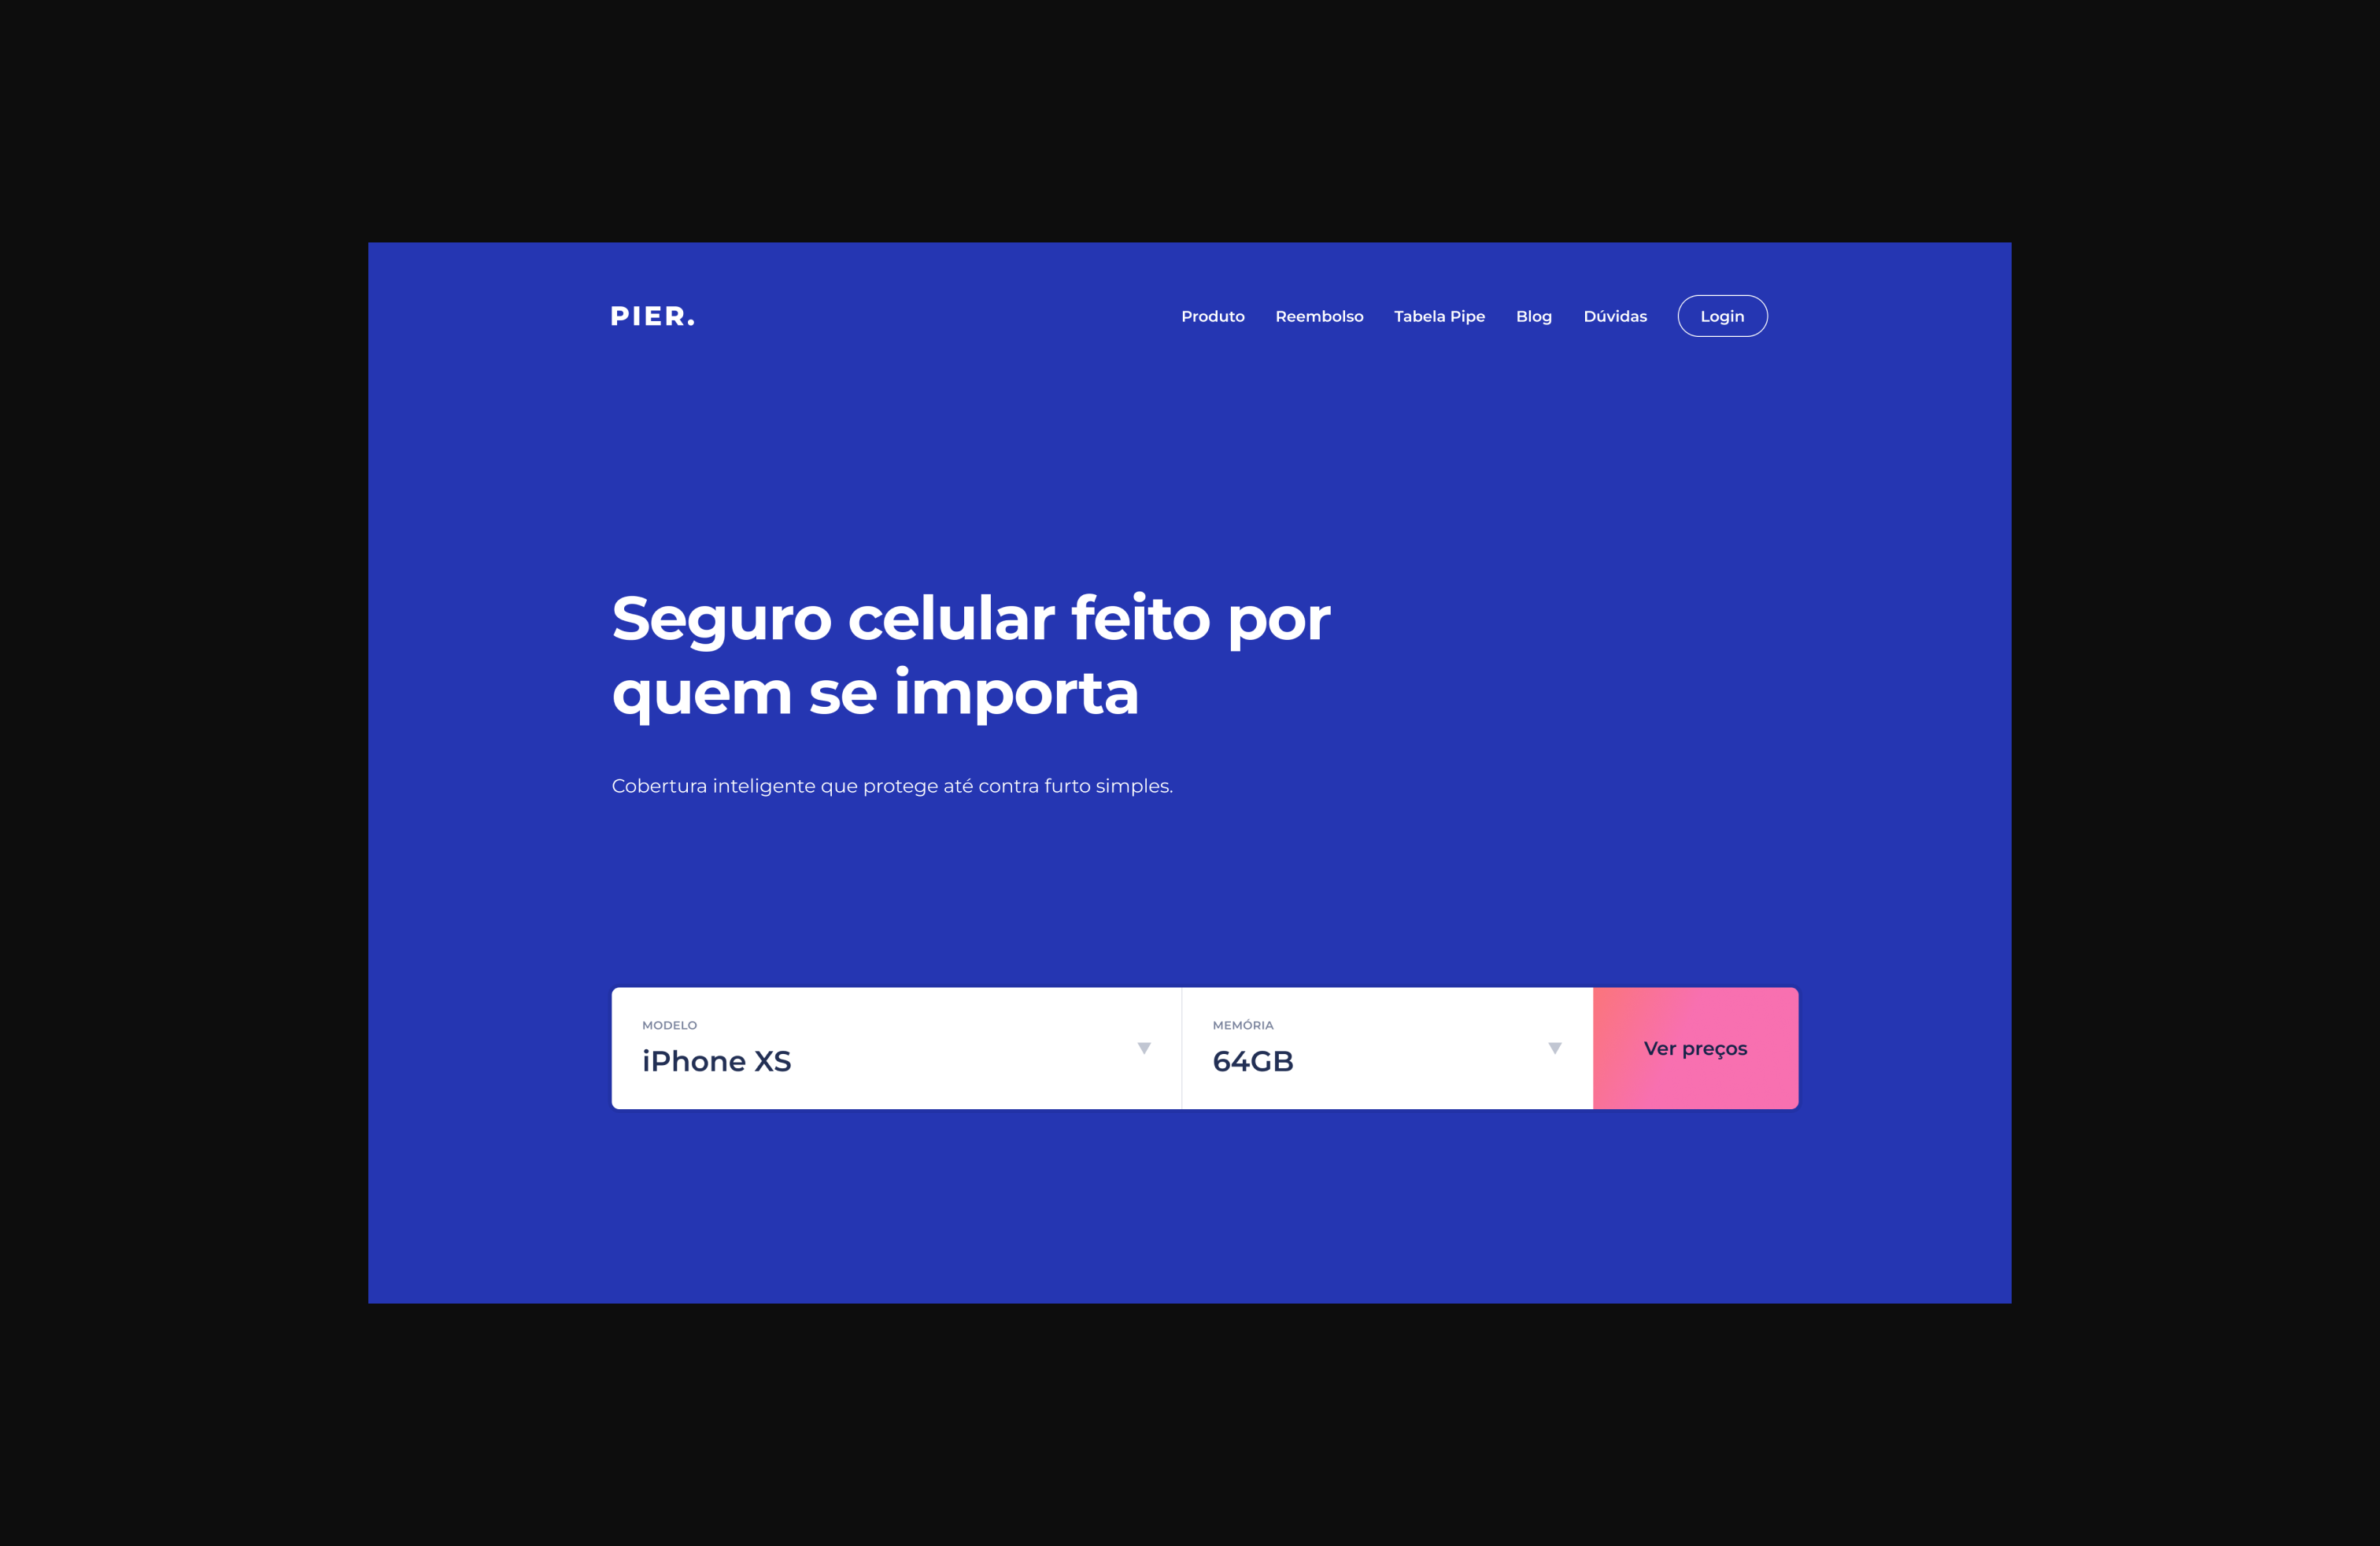 PIER.
Produto Reembolso Tabela Pipe Blog Dúvidas Login
Seguro celular feito por
quem se importa
Cobertura inteligente que protege até contra furto simples.
MODELO
iPhone XS
MEMÓRIA
64GB
Ver preços